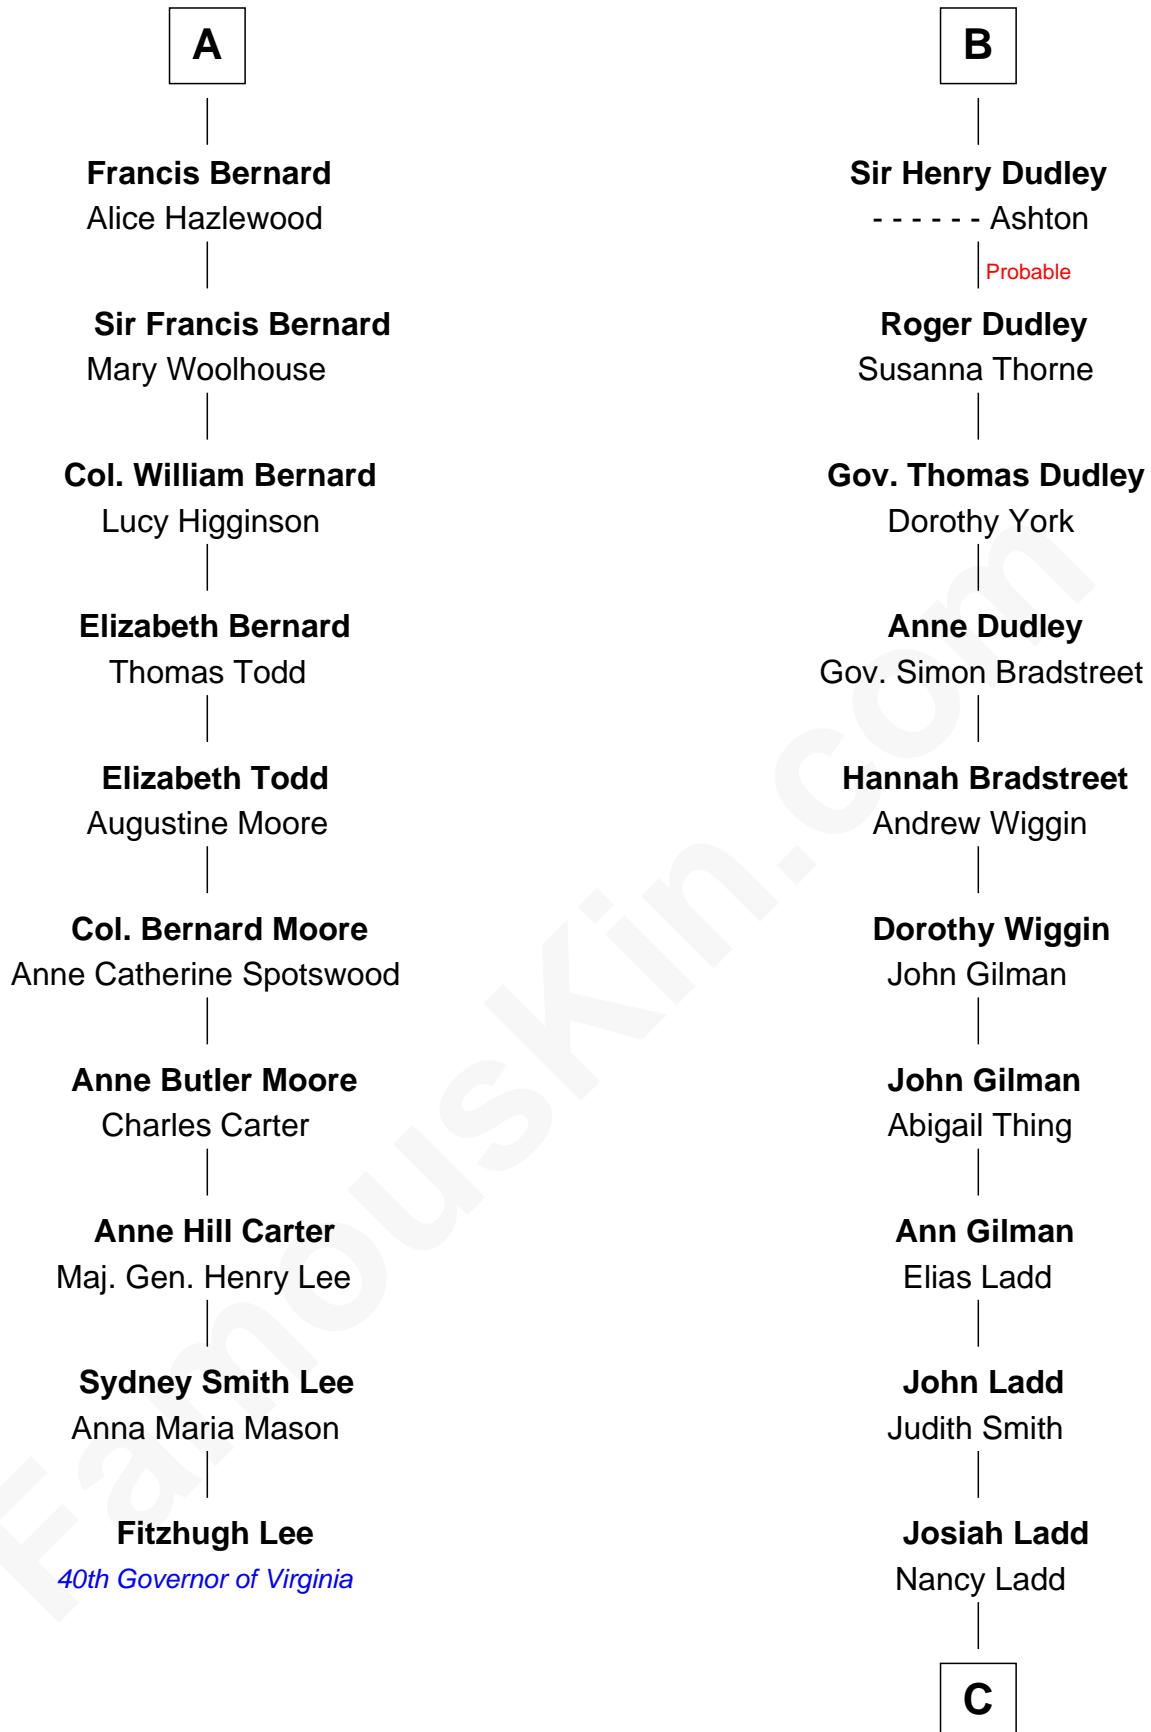 A
Francis Bernard
Alice Hazlewood
Sir Francis Bernard
Mary Woolhouse
Col. William Bernard
Lucy Higginson
Elizabeth Bernard
Thomas Todd
Elizabeth Todd
Augustine Moore
Col. Bernard Moore
Anne Catherine Spotswood
Anne Butler Moore
Charles Carter
Anne Hill Carter
Maj. Gen. Henry Lee
Sydney Smith Lee
Anna Maria Mason
Fitzhugh Lee
40th Governor of Virginia
B
Sir Henry Dudley
- - - - - - Ashton
Probable
Roger Dudley
Susanna Thorne
Gov. Thomas Dudley
Dorothy York
Anne Dudley
Gov. Simon Bradstreet
Hannah Bradstreet
Andrew Wiggin
Dorothy Wiggin
John Gilman
John Gilman
Abigail Thing
Ann Gilman
Elias Ladd
John Ladd
Judith Smith
Josiah Ladd
Nancy Ladd
C
FamousKin.com